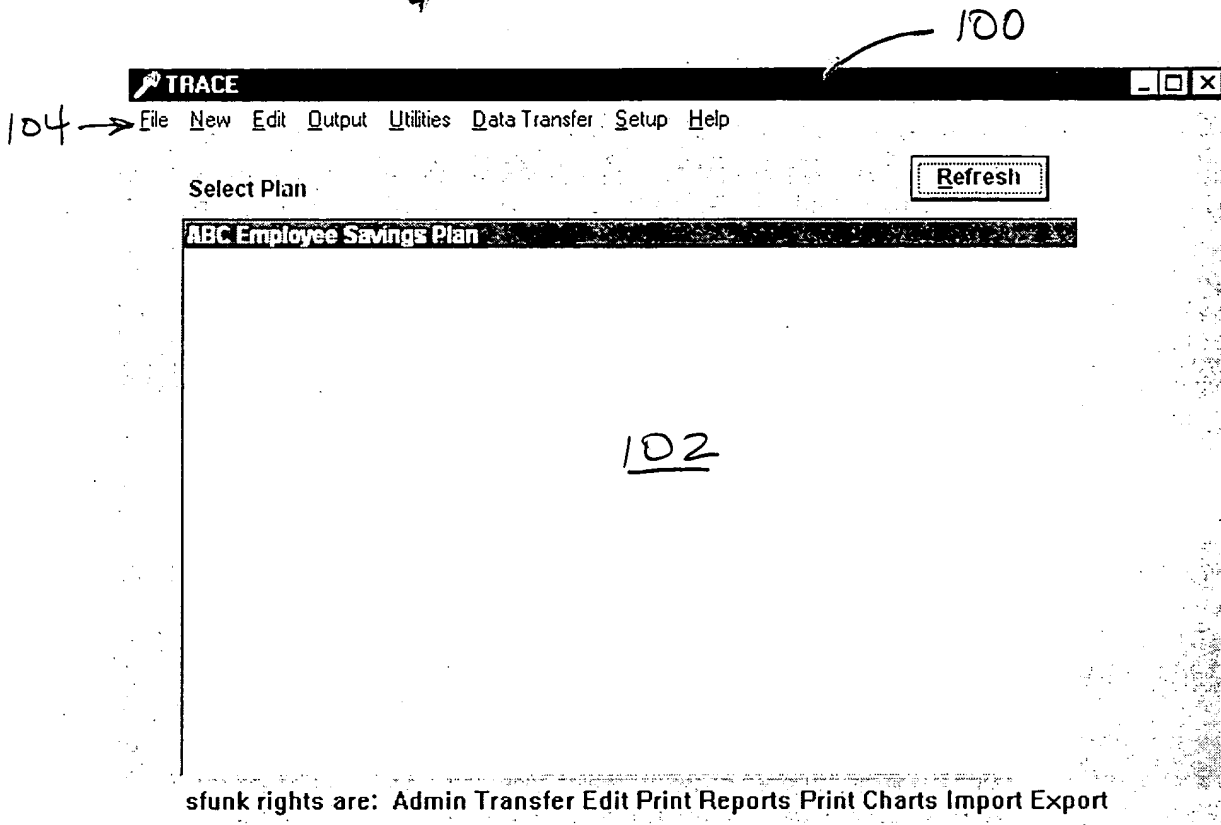 100
TRACE
104 File New Edit Output Utilities Data Transfer Setup Help
Select Plan Refresh
ABC Employee Savings Plan
102
sfunk rights are: Admin Transfer Edit Print Reports Print Charts Import Export